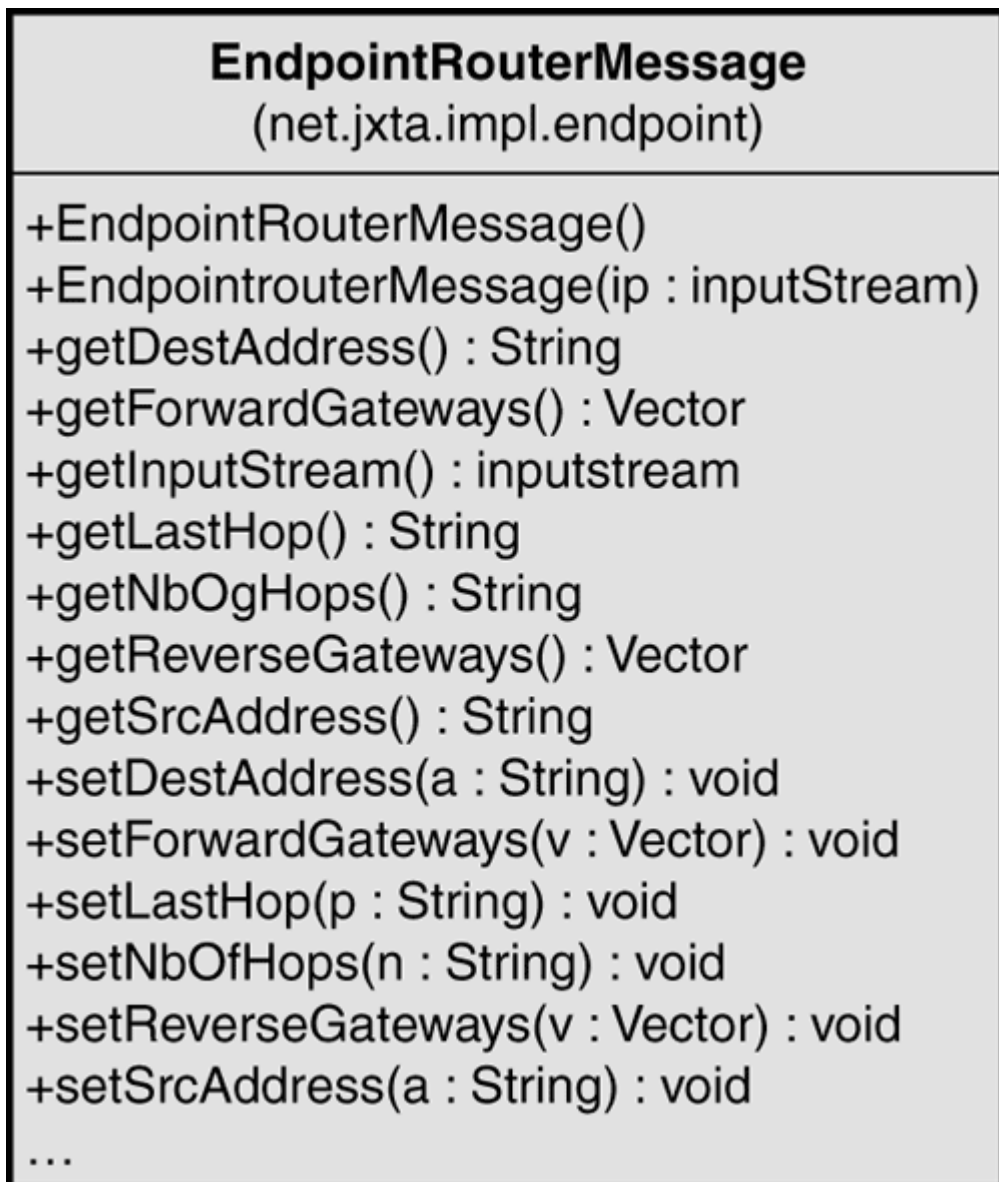 EndpointRouterMessage
(net.jxta.impl.endpoint)
+EndpointRouterMessage()
+EndpointrouterMessage(ip : inputStream)
+getDestAddress() : String
+getForwardGateways() : Vector
+getInputStream() : inputstream
+getLastHop() : String
+getNbOgHops() : String
+getReverseGateways() : Vector
+getSrcAddress() : String
+setDestAddress(a : String) : void
+setForwardGateways(v : Vector) : void
+setLastHop(p : String) : void
+setNbOfHops(n : String) : void
+setReverseGateways(v : Vector) : void
+setSrcAddress(a : String) : void
...